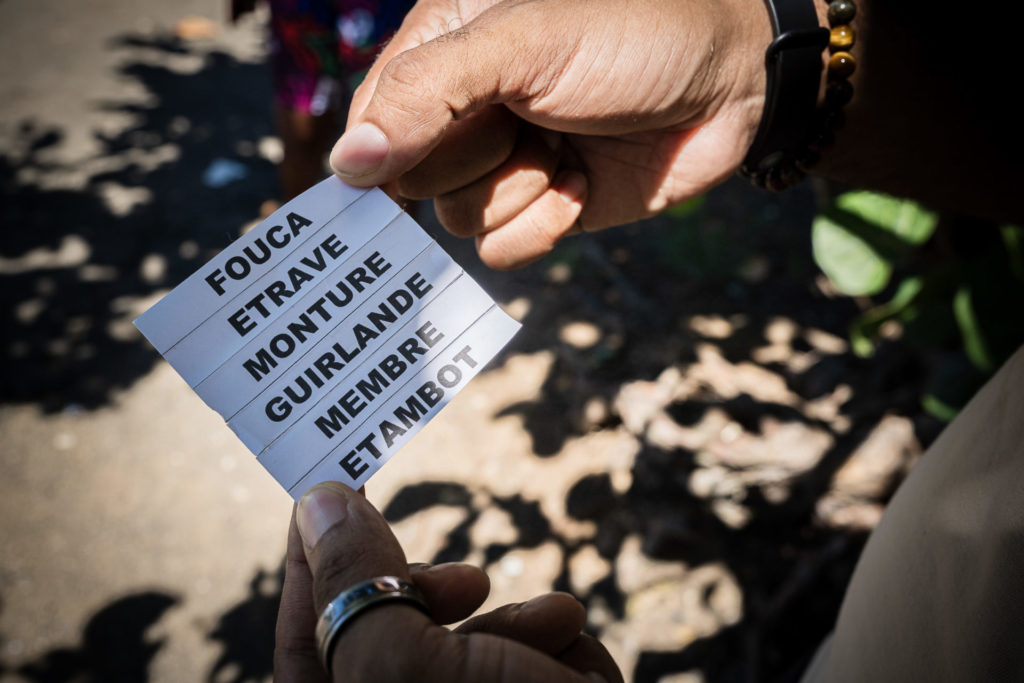 FOUCA
ETRAVE
MONTURE
GUIRLANDE
MEMBRE
ETAMBOT